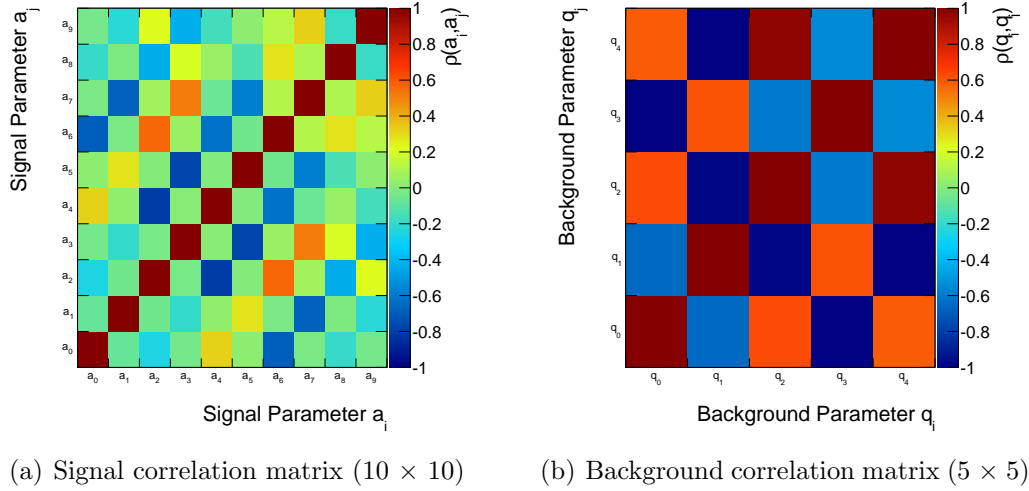 Signal Parameter a_j
a_9
a_8
a_7
a_6
a_5
a_4
a_3
a_2
a_1
a_0
a_0 a_1 a_2 a_3 a_4 a_5 a_6 a_7 a_8 a_9
Signal Parameter a_i
1
0.8
0.6
0.4
0.2
0
-0.2
-0.4
-0.6
-0.8
-1
ρ(a_i,a_j)
(a) Signal correlation matrix (10 × 10)
Background Parameter q_j
q_4
q_3
q_2
q_1
q_0
q_0 q_1 q_2 q_3 q_4
Background Parameter q_i
1
0.8
0.6
0.4
0.2
0
-0.2
-0.4
-0.6
-0.8
-1
ρ(q_i,q_j)
(b) Background correlation matrix (5 × 5)